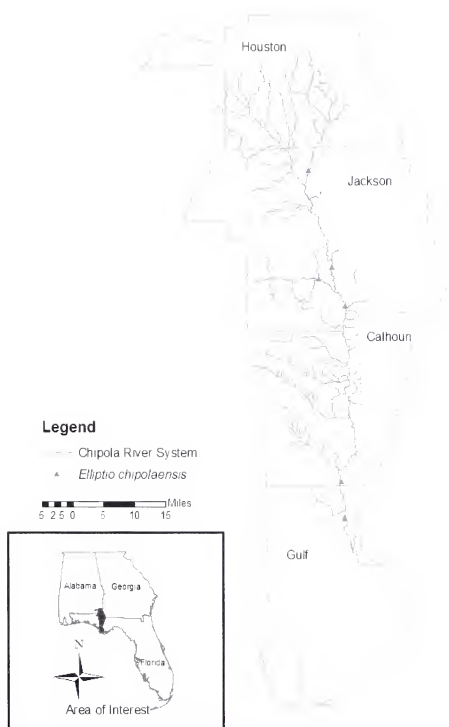 Houston
Jackson
Calhoun
Legend
Chipola River System
Elliptio chipolaensis
Miles
5 2 5 0 5 10 15
Gulf
Alabama Georgia
N
Florida
Area of Interest